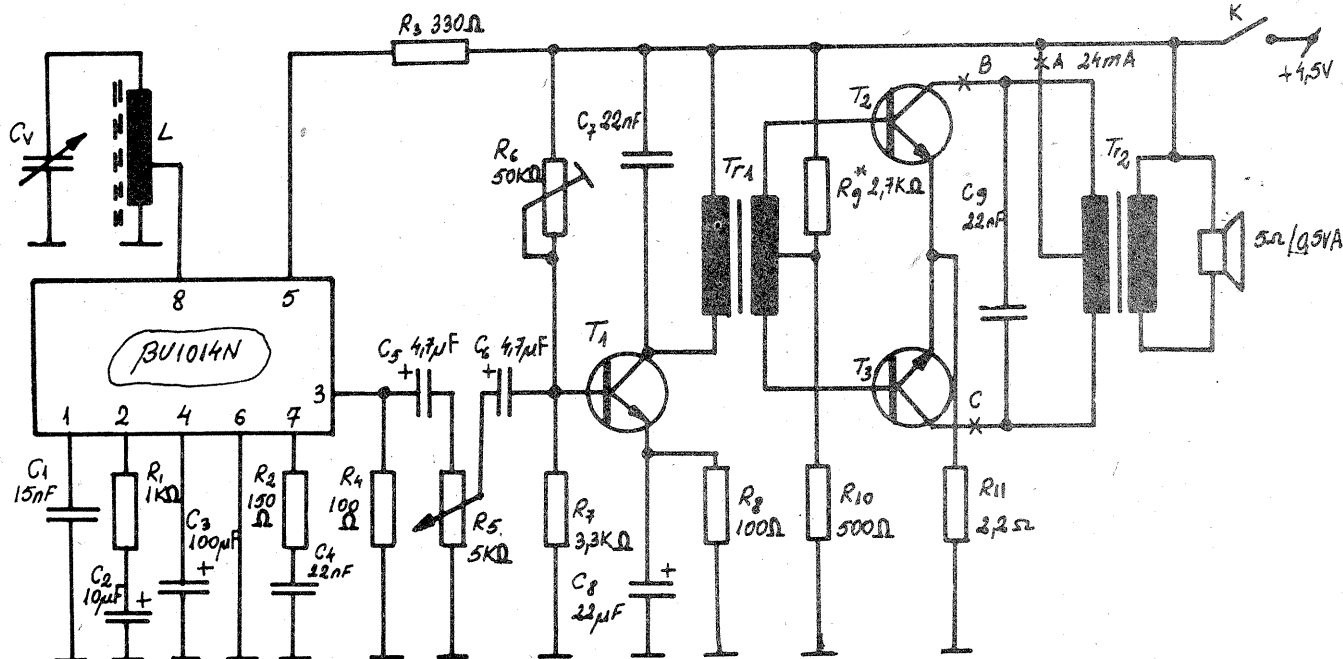 R3 330Ω
K
+4,5V
A 24mA
B
T2
C7 22nF
Cv
L
R6
50KΩ
Tr1
R9* 2,7KΩ
C9
22nF
Tr2
5Ω/0,5VA
8
5
βU1014N
T1
T3
C5 4,7μF
+
C6 4,7μF
+
3
C
1
2
4
6
7
C1
15nF
R1
1KΩ
R2
150
Ω
R4
100
Ω
R5
5KΩ
R7
3,3KΩ
R8
100Ω
R10
500Ω
R11
2,2Ω
C3
100μF
+
C2
10μF
+
C4
22nF
C8
22μF
+